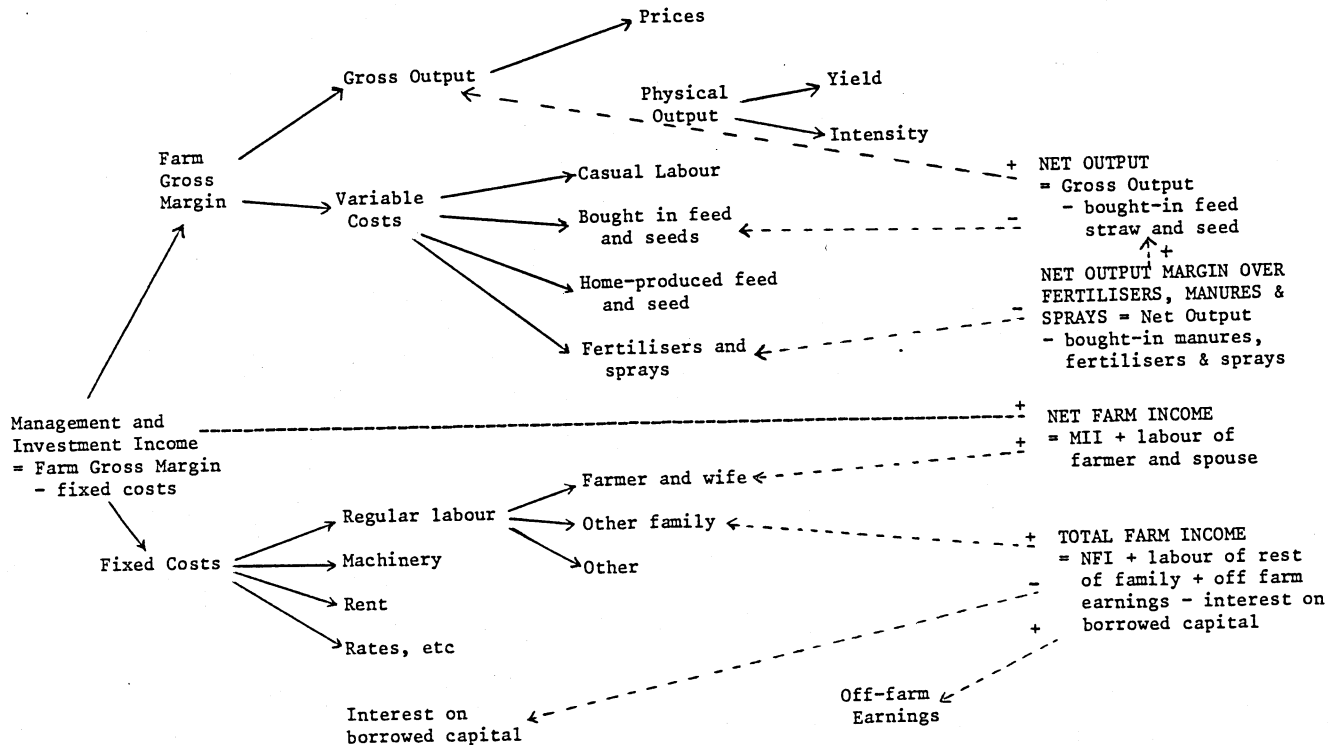 Prices
Gross Output
Physical
Output
Yield
Intensity
Farm
Gross
Margin
Variable
Costs
Casual Labour
Bought in feed
and seeds
Home-produced feed
and seed
Fertilisers and
sprays
+ NET OUTPUT
= Gross Output
- - bought-in feed
straw and seed
+
NET OUTPUT MARGIN OVER
FERTILISERS, MANURES &
- SPRAYS = Net Output
- bought-in manures,
fertilisers & sprays
Management and
Investment Income
= Farm Gross Margin
- fixed costs
+ NET FARM INCOME
+ = MII + labour of
farmer and spouse
Fixed Costs
Regular labour
Machinery
Rent
Rates, etc
Farmer and wife
Other family
Other
+ TOTAL FARM INCOME
= NFI + labour of rest
- of family + off farm
earnings - interest on
+ borrowed capital
Off-farm
Earnings
Interest on
borrowed capital